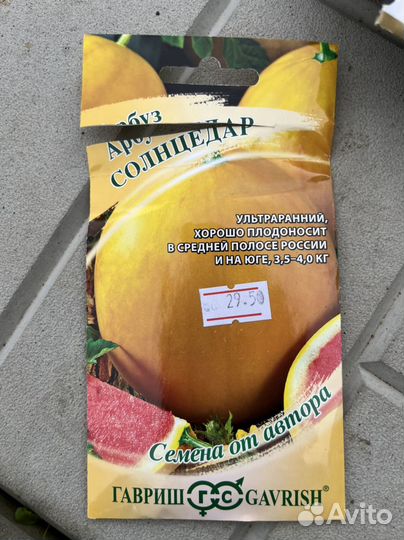 Арбуз
СОЛНЦЕДАР
УЛЬТРАРАННИЙ,
ХОРОШО ПЛОДОНОСИТ
В СРЕДНЕЙ ПОЛОСЕ РОССИИ
И НА ЮГЕ, 3,5–4,0 КГ
29.50
Семена от автора
ГАВРИШ GAVRISH®
Avito